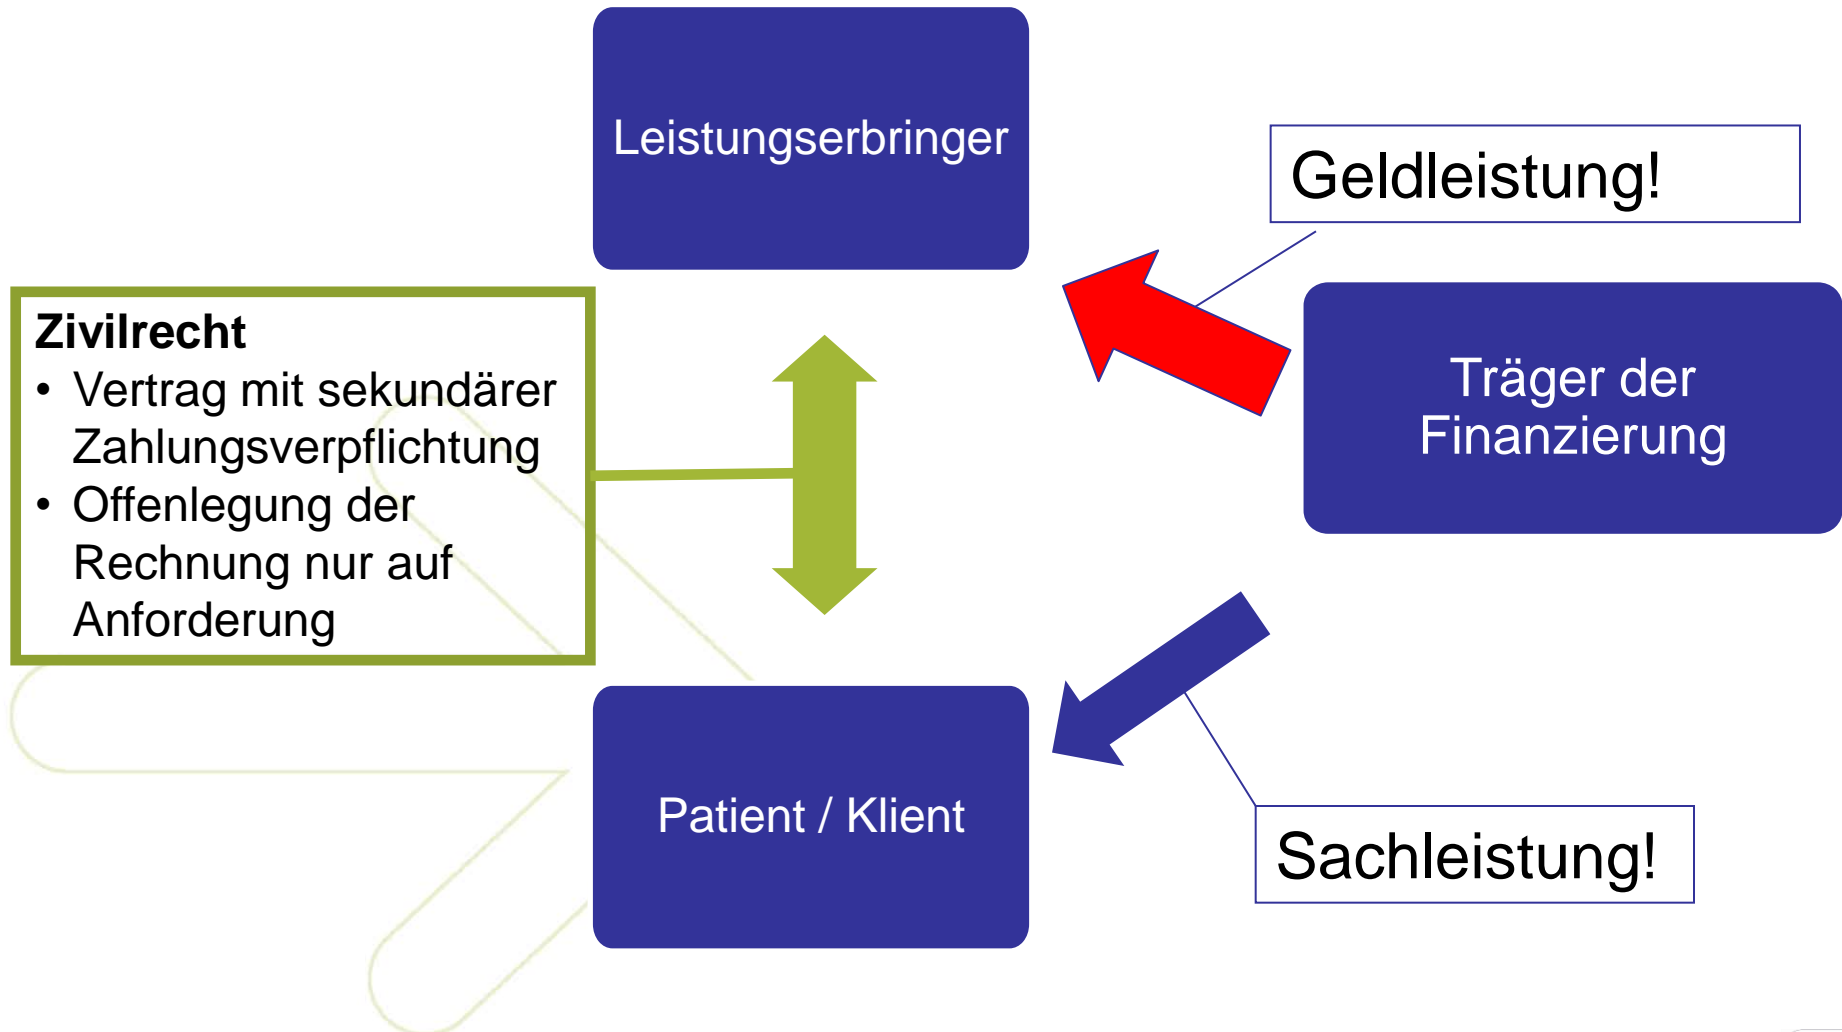 Leistungserbringer
Geldleistung!
Zivilrecht
• Vertrag mit sekundärer
Zahlungsverpflichtung
• Offenlegung der
Rechnung nur auf
Anforderung
Träger der
Finanzierung
Patient / Klient
Sachleistung!